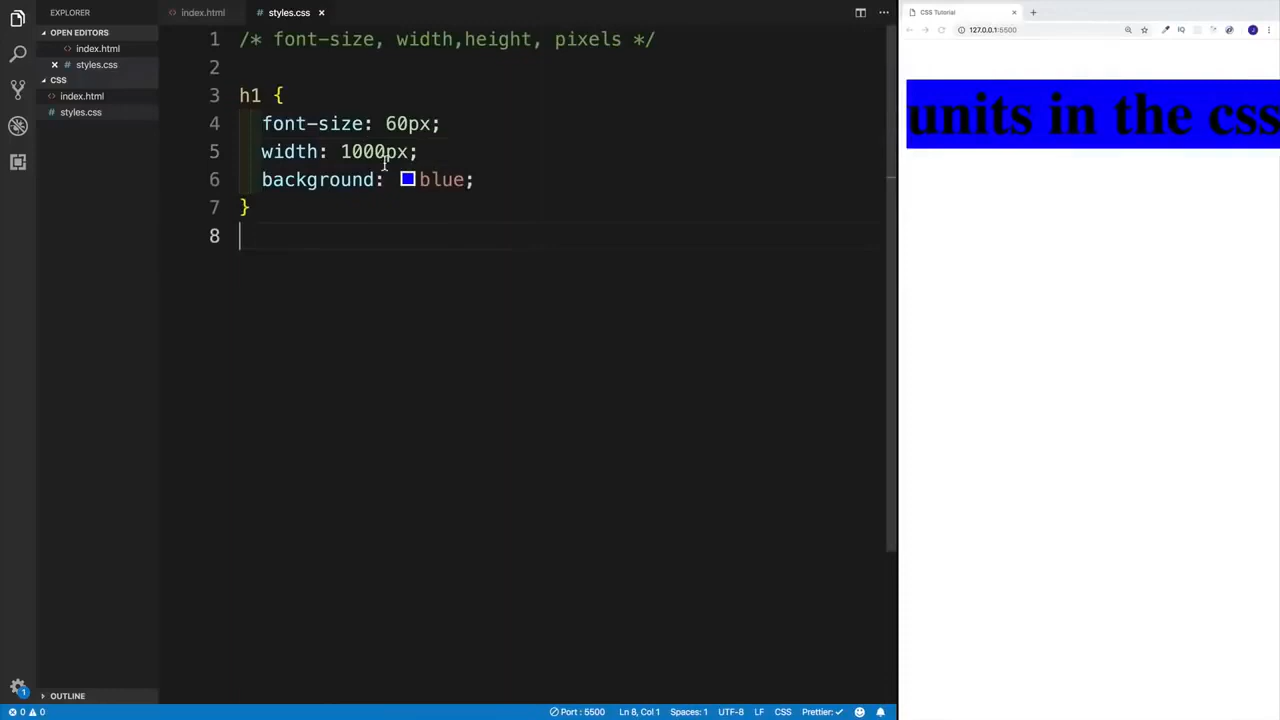 EXPLORER
OPEN EDITORS
index.html
styles.css
CSS
index.html
styles.css
OUTLINE
index.html
styles.css
1 /* font-size, width,height, pixels */
2
3 h1 {
4 font-size: 60px;
5 width: 1000px;
6 background: blue;
7 }
8
0 0
Port : 5500
Ln 8, Col 1
Spaces: 1
UTF-8
LF
CSS
Prettier: ✓
1
CSS Tutorial
127.0.0.1:5500
units in the css